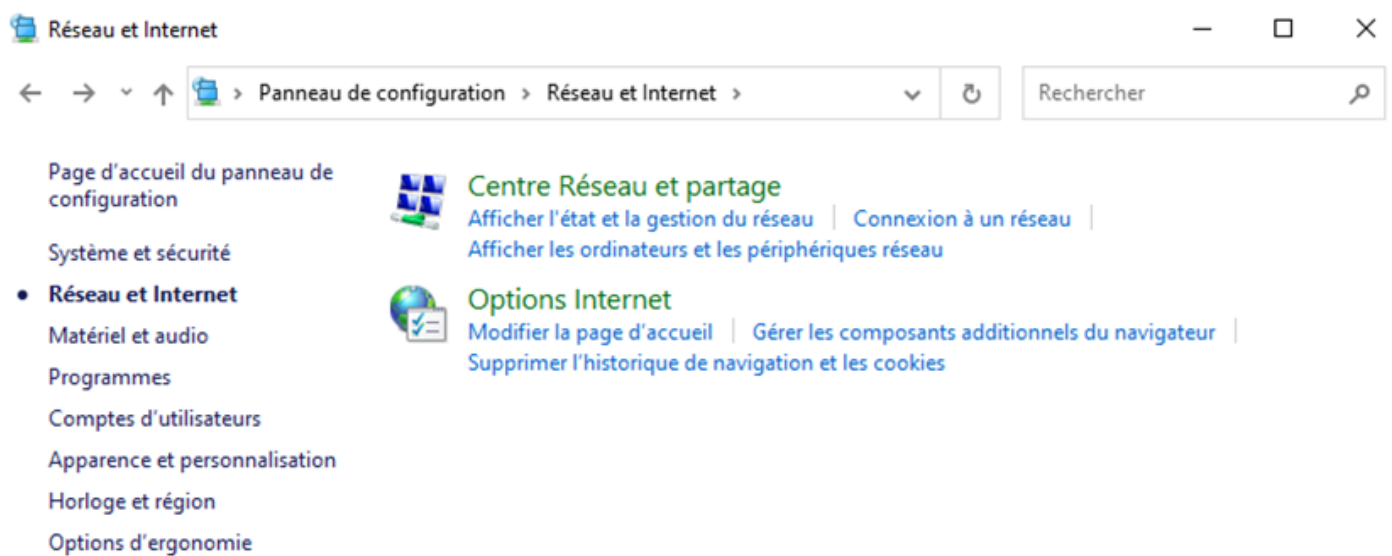 Réseau et Internet
Panneau de configuration > Réseau et Internet >
Rechercher
Page d'accueil du panneau de
configuration
Système et sécurité
Réseau et Internet
Matériel et audio
Programmes
Comptes d'utilisateurs
Apparence et personnalisation
Horloge et région
Options d'ergonomie
Centre Réseau et partage
Afficher l'état et la gestion du réseau | Connexion à un réseau |
Afficher les ordinateurs et les périphériques réseau
Options Internet
Modifier la page d'accueil | Gérer les composants additionnels du navigateur |
Supprimer l'historique de navigation et les cookies